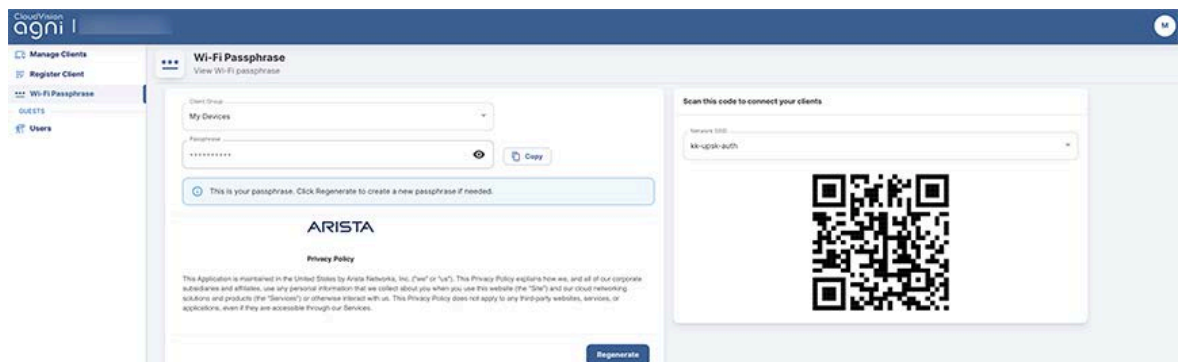 CloudVision
agni |
M
Manage Clients
Register Client
Wi-Fi Passphrase
GUESTS
Users
Wi-Fi Passphrase
View Wi-Fi passphrase
Client Group
My Devices
Passphrase
••••••••••
Copy
This is your passphrase. Click Regenerate to create a new passphrase if needed.
ARISTA
Privacy Policy
This Application is maintained in the United States by Arista Networks, Inc. ("we" or "us"). This Privacy Policy explains how we, and all of our corporate
subsidiaries and affiliates, use any personal information that we collect about you when you use this website (the "Site") and our cloud networking
solutions and products (the "Services") or otherwise interact with us. This Privacy Policy does not apply to any third-party websites, services, or
applications, even if they are accessible through our Services.
Regenerate
Scan this code to connect your clients
Network SSID
kk-upsk-auth